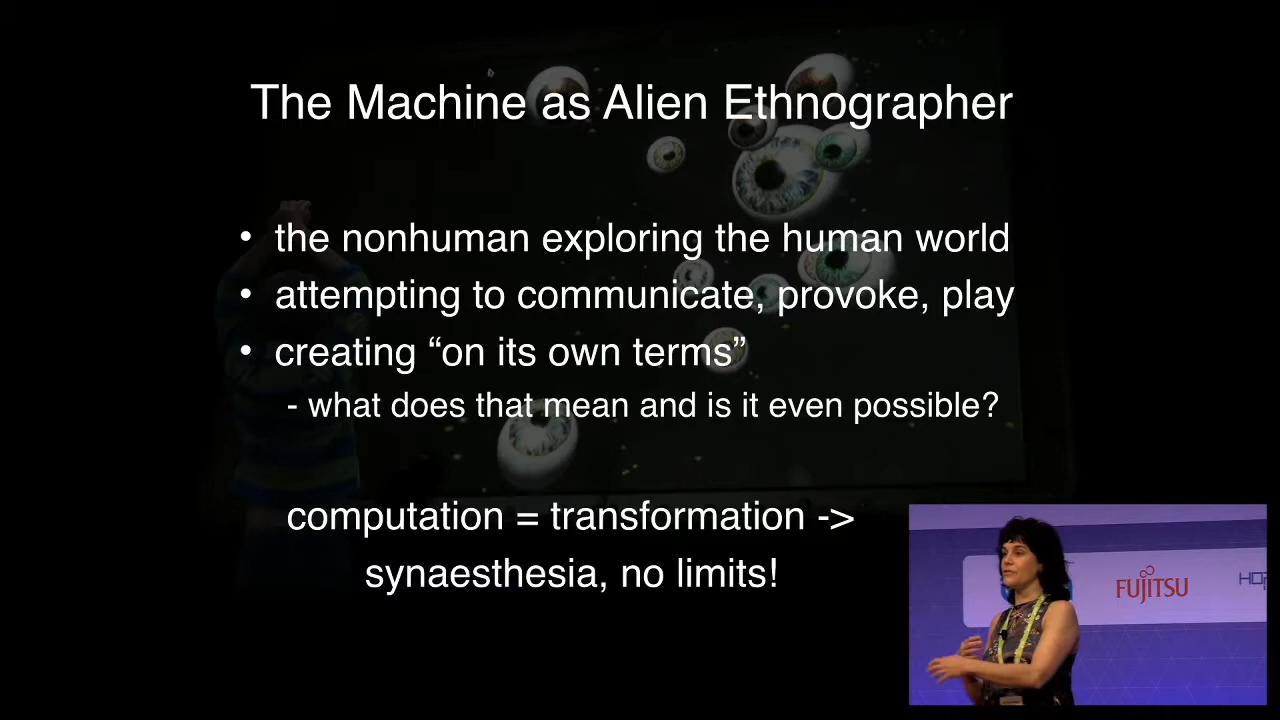 The Machine as Alien Ethnographer
• the nonhuman exploring the human world
• attempting to communicate, provoke, play
• creating “on its own terms”
- what does that mean and is it even possible?
computation = transformation ->
synaesthesia, no limits!
FUJITSU